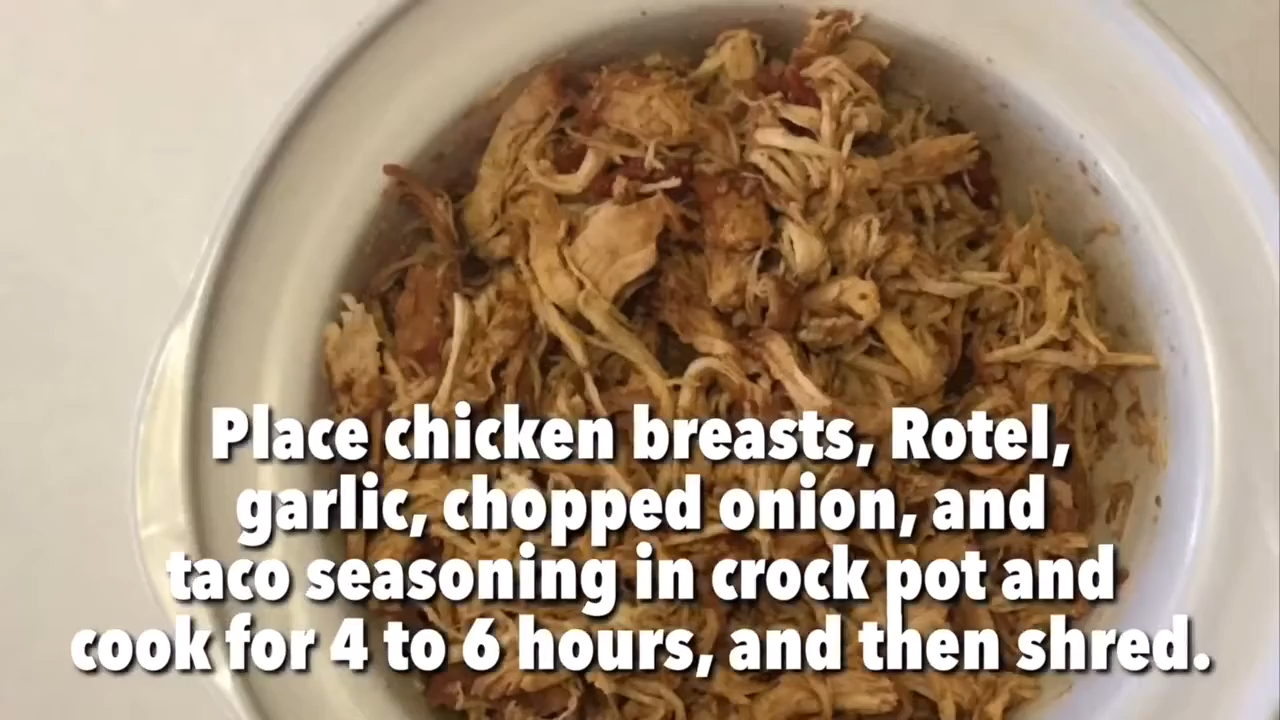 Place chicken breasts, Rotel,
garlic, chopped onion, and
taco seasoning in crock pot and
cook for 4 to 6 hours, and then shred.